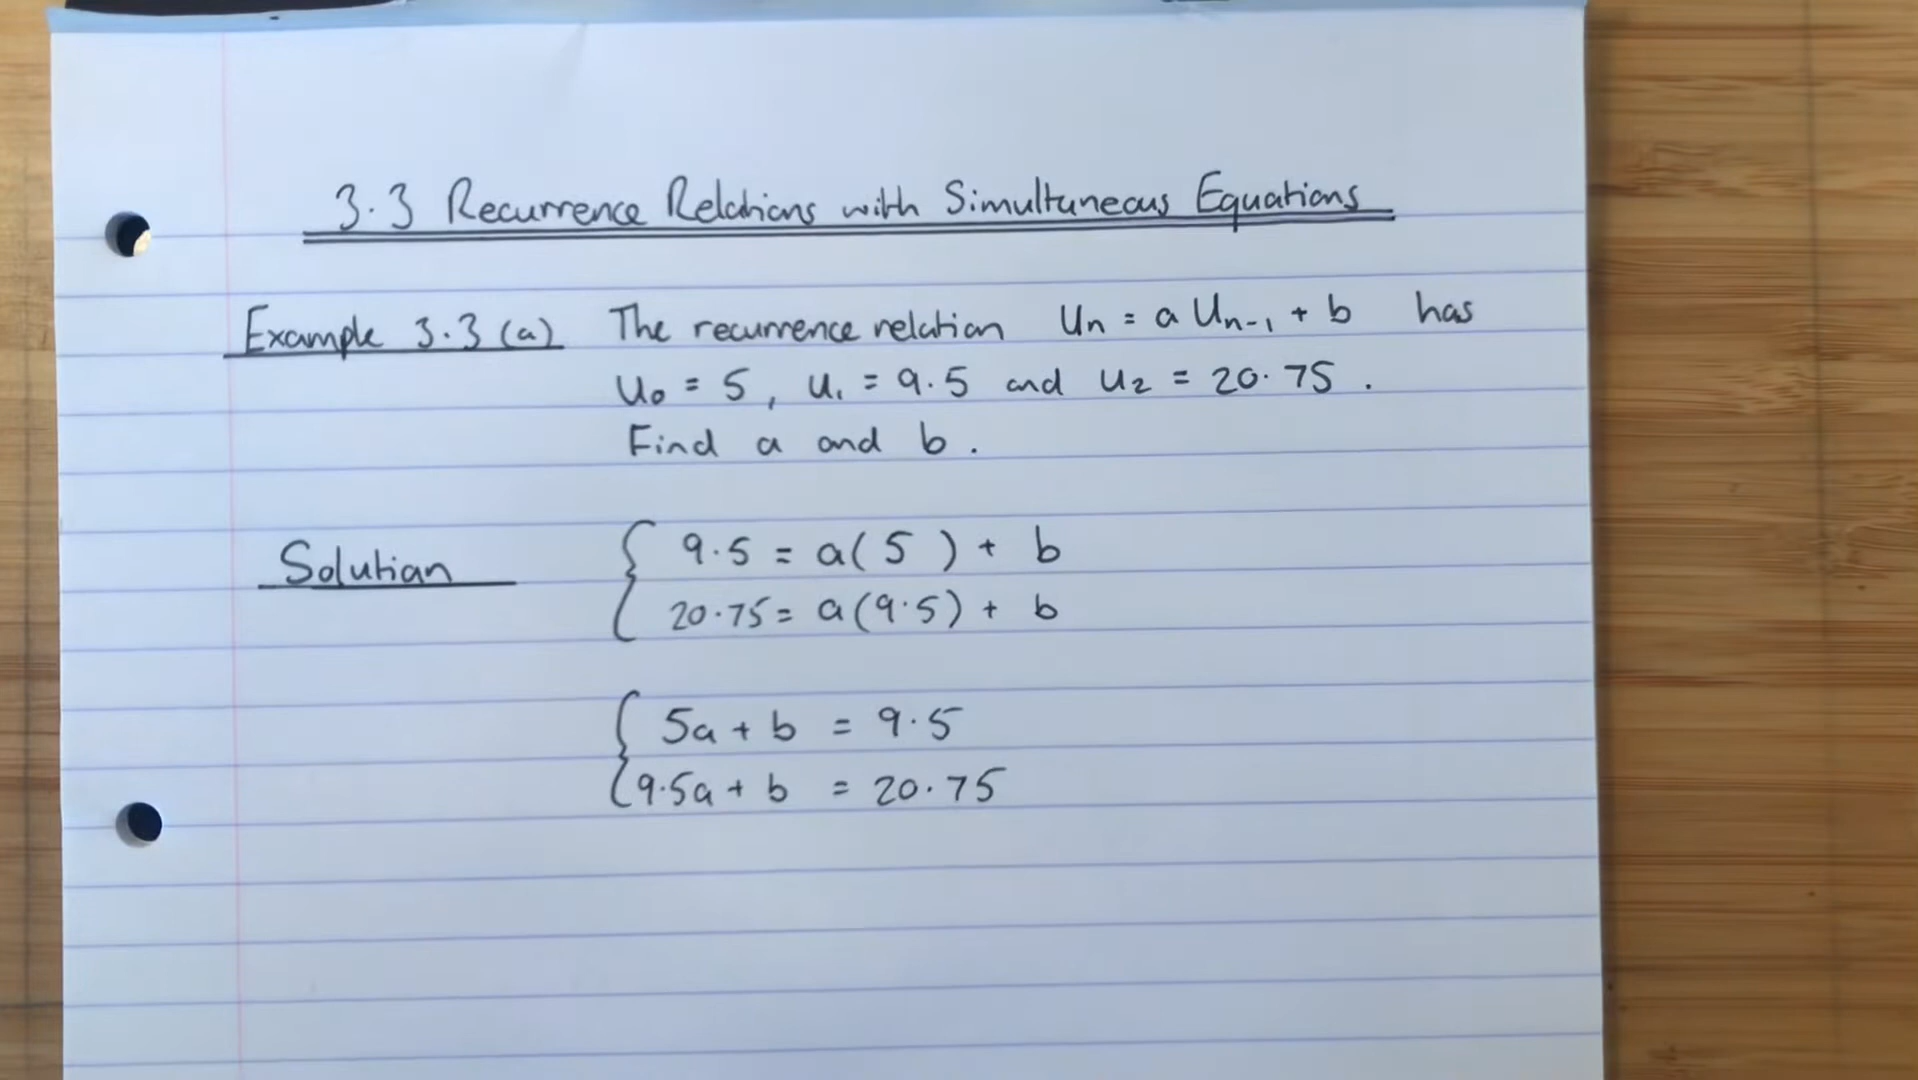 3.3 Recurrence Relations with Simultaneous Equations
Example 3.3 (a) The recurrence relation Un = a Un-1 + b has
U0 = 5, U1 = 9.5 and U2 = 20.75.
Find a and b.
Solution { 9.5 = a(5) + b
20.75 = a(9.5) + b
{ 5a + b = 9.5
9.5a + b = 20.75